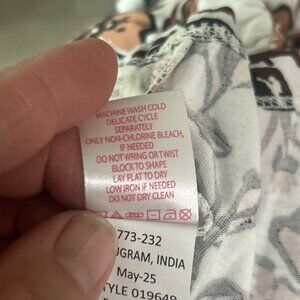 MACHINE WASH COLD
DELICATE CYCLE
SEPARATELY
ONLY NON-CHLORINE BLEACH,
IF NEEDED
DO NOT WRING OR TWIST
BLOCK TO SHAPE
LAY FLAT TO DRY
LOW IRON IF NEEDED
DO NOT DRY CLEAN
773-232
UGRAM, INDIA
May-25
STYLE 019649